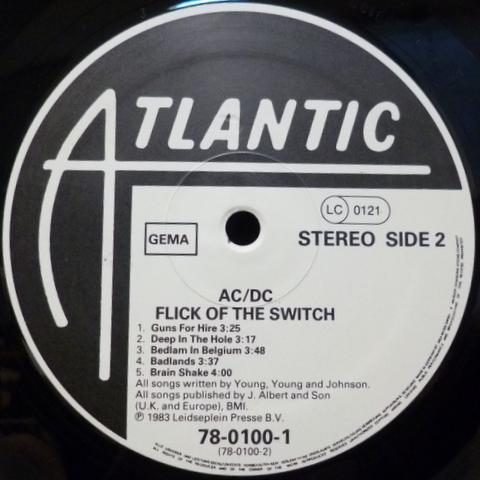 ATLANTIC
LC 0121
GEMA
STEREO SIDE 2
AC/DC
FLICK OF THE SWITCH
1. Guns For Hire 3:25
2. Deep In The Hole 3:17
3. Bedlam in Belgium 3:48
4. Badlands 3:37
5. Brain Shake 4:00
All songs written by Young, Young and Johnson.
All songs published by J. Albert and Son
(U.K. and Europe), BMI.
℗ 1983 Leidseplein Presse B.V.
78-0100-1
(78-0100-2)